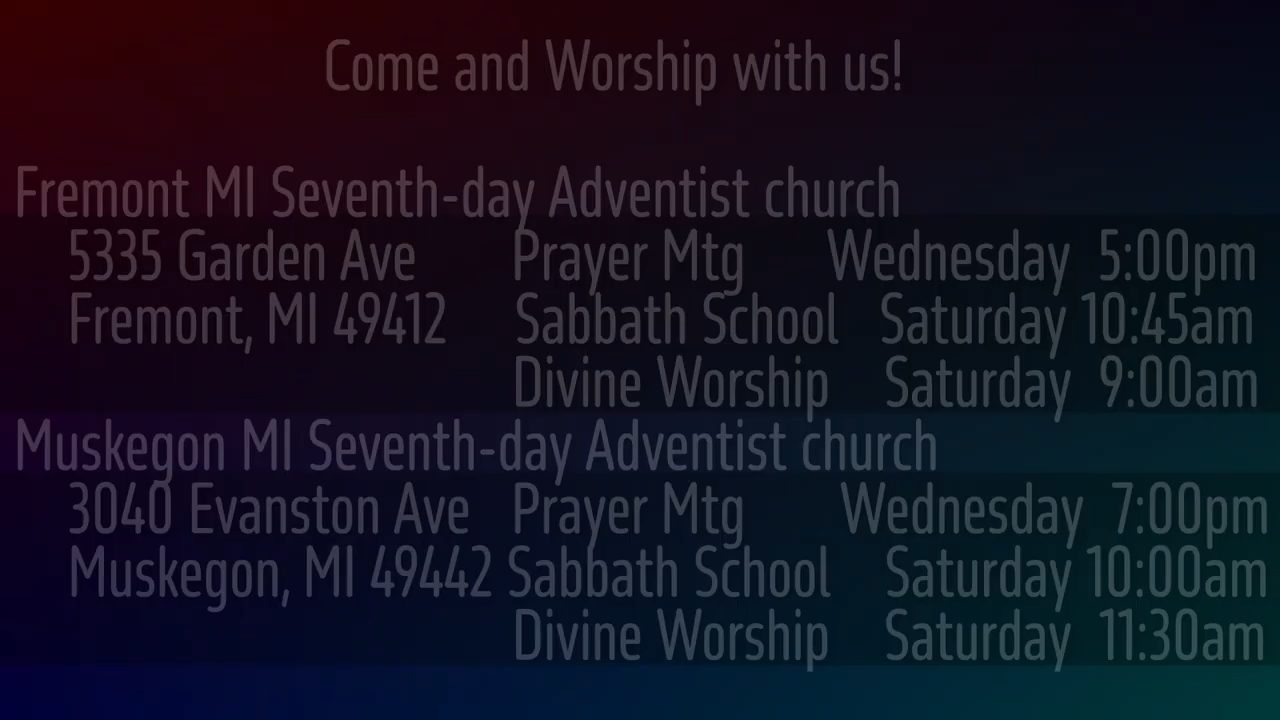 Come and Worship with us!
Fremont MI Seventh-day Adventist church
5335 Garden Ave Prayer Mtg Wednesday 5:00pm
Fremont, MI 49412 Sabbath School Saturday 10:45am
Divine Worship Saturday 9:00am
Muskegon MI Seventh-day Adventist church
3040 Evanston Ave Prayer Mtg Wednesday 7:00pm
Muskegon, MI 49442 Sabbath School Saturday 10:00am
Divine Worship Saturday 11:30am